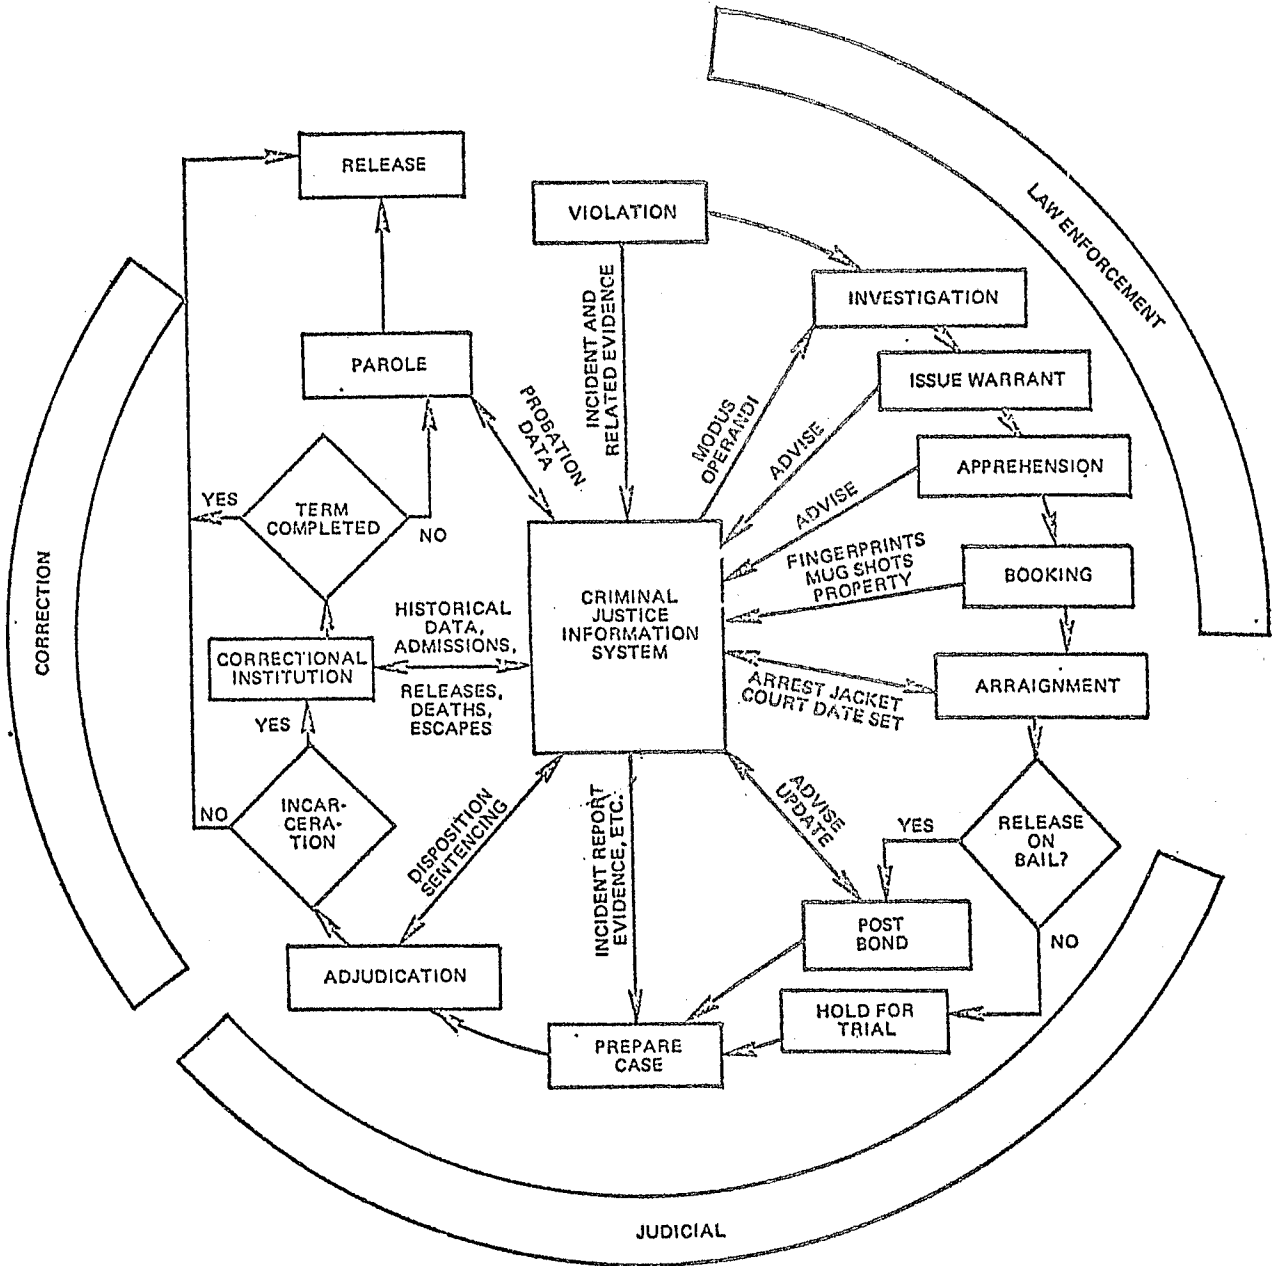 RELEASE
VIOLATION
LAW ENFORCEMENT
INVESTIGATION
INCIDENT AND
RELATED EVIDENCE
PAROLE
ISSUE WARRANT
PROBATION
DATA
MODUS
OPERANDI
ADVISE
APPREHENSION
ADVISE
YES
TERM
COMPLETED
NO
FINGERPRINTS
MUG SHOTS
PROPERTY
BOOKING
CRIMINAL
JUSTICE
INFORMATION
SYSTEM
CORRECTION
HISTORICAL
DATA,
ADMISSIONS,
CORRECTIONAL
INSTITUTION
RELEASES,
DEATHS,
ESCAPES
ARREST JACKET
COURT DATE SET
ARRAIGNMENT
YES
NO
INCAR-
CERA-
TION
DISPOSITION
SENTENCING
INCIDENT REPORT
EVIDENCE, ETC.
ADVISE
UPDATE
YES
RELEASE
ON
BAIL?
POST
BOND
NO
ADJUDICATION
HOLD FOR
TRIAL
PREPARE
CASE
JUDICIAL